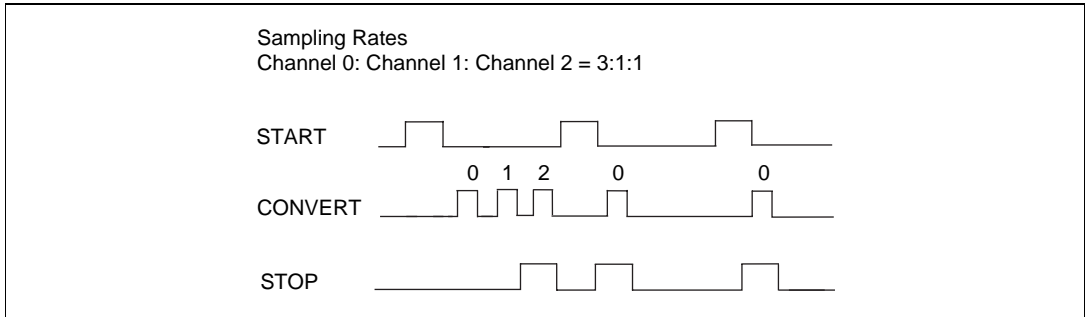 Sampling Rates
Channel 0: Channel 1: Channel 2 = 3:1:1
START
0 1 2 0 0
CONVERT
STOP